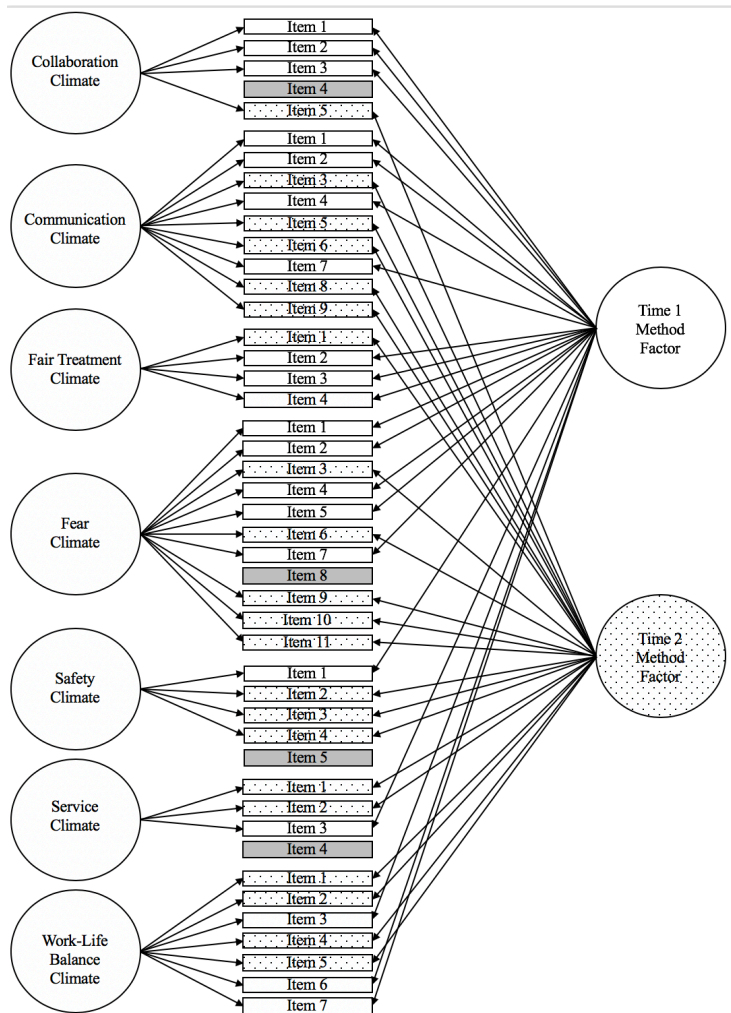 Collaboration
Climate
Item 1
Item 2
Item 3
Item 4
Item 5
Communication
Climate
Item 1
Item 2
Item 3
Item 4
Item 5
Item 6
Item 7
Item 8
Item 9
Time 1
Method
Factor
Fair Treatment
Climate
Item 1
Item 2
Item 3
Item 4
Fear
Climate
Item 1
Item 2
Item 3
Item 4
Item 5
Item 6
Item 7
Item 8
Item 9
Item 10
Item 11
Time 2
Method
Factor
Safety
Climate
Item 1
Item 2
Item 3
Item 4
Item 5
Service
Climate
Item 1
Item 2
Item 3
Item 4
Work-Life
Balance
Climate
Item 1
Item 2
Item 3
Item 4
Item 5
Item 6
Item 7